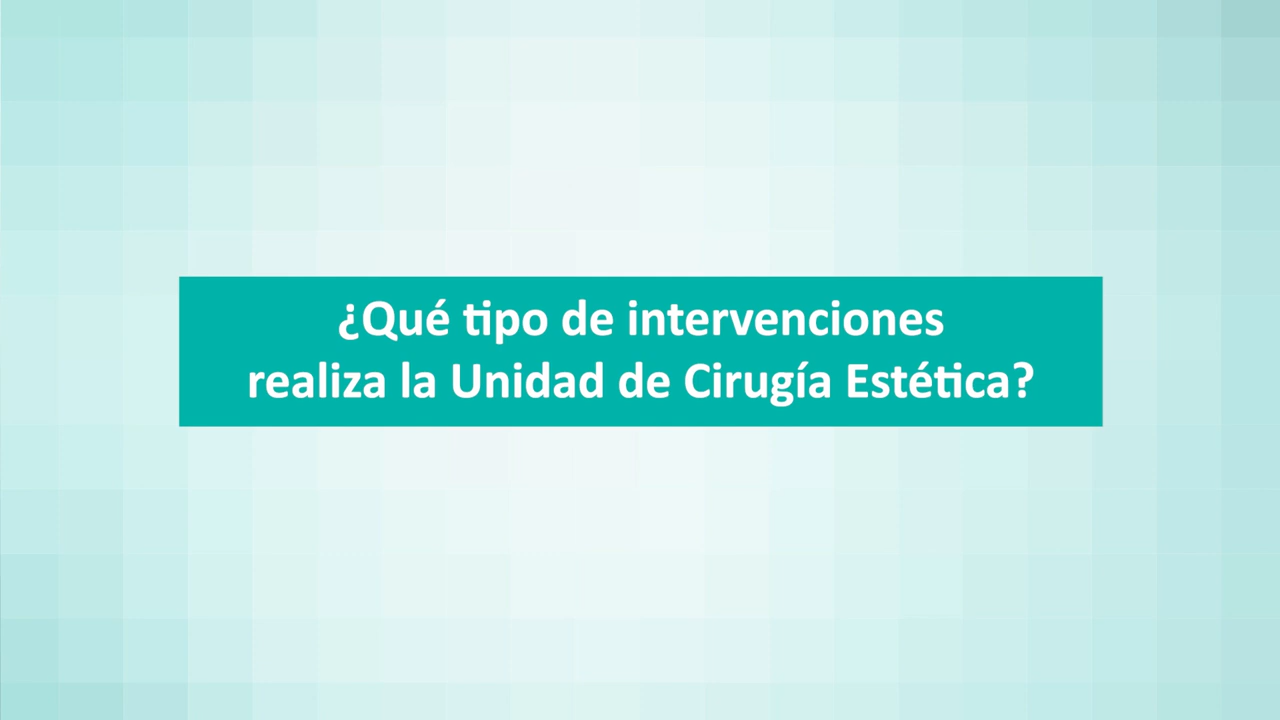 ¿Qué tipo de intervenciones
realiza la Unidad de Cirugía Estética?